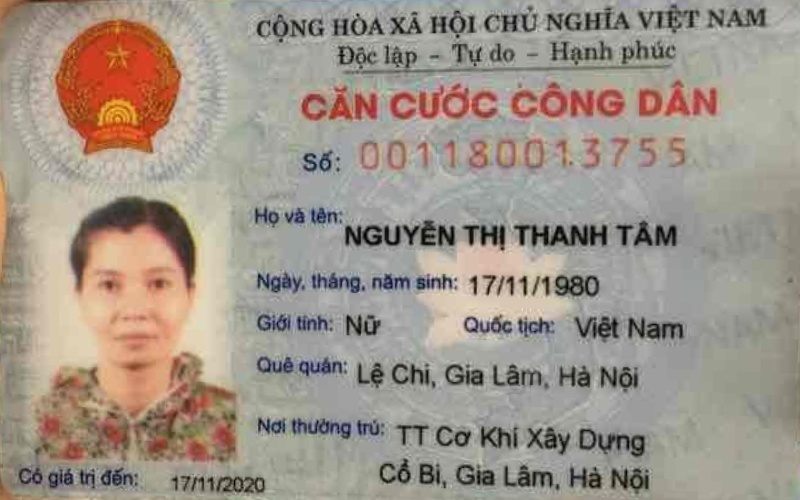 CỘNG HÒA XÃ HỘI CHỦ NGHĨA VIỆT NAM
Độc lập - Tự do - Hạnh phúc
CĂN CƯỚC CÔNG DÂN
Số: 001180013755
Họ và tên:
NGUYỄN THỊ THANH TÂM
Ngày, tháng, năm sinh: 17/11/1980
Giới tính: Nữ Quốc tịch: Việt Nam
Quê quán: Lệ Chi, Gia Lâm, Hà Nội
Nơi thường trú: TT Cơ Khí Xây Dựng
Cổ Bi, Gia Lâm, Hà Nội
Có giá trị đến: 17/11/2020